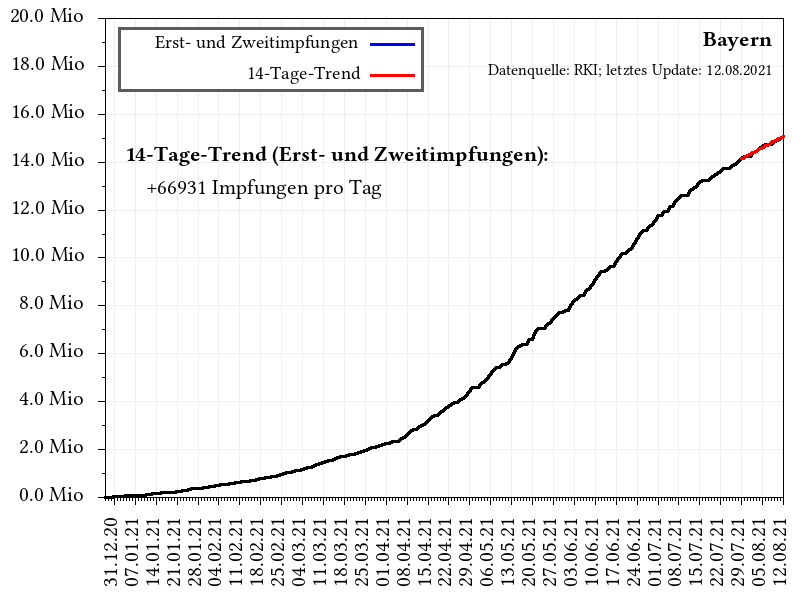 20.0 Mio
18.0 Mio
16.0 Mio
14.0 Mio
12.0 Mio
10.0 Mio
8.0 Mio
6.0 Mio
4.0 Mio
2.0 Mio
0.0 Mio
Erst- und Zweitimpfungen
14-Tage-Trend
Bayern
Datenquelle: RKI; letztes Update: 12.08.2021
14-Tage-Trend (Erst- und Zweitimpfungen):
+66931 Impfungen pro Tag
31.12.20
07.01.21
14.01.21
21.01.21
28.01.21
04.02.21
11.02.21
18.02.21
25.02.21
04.03.21
11.03.21
18.03.21
25.03.21
01.04.21
08.04.21
15.04.21
22.04.21
29.04.21
06.05.21
13.05.21
20.05.21
27.05.21
03.06.21
10.06.21
17.06.21
24.06.21
01.07.21
08.07.21
15.07.21
22.07.21
29.07.21
05.08.21
12.08.21